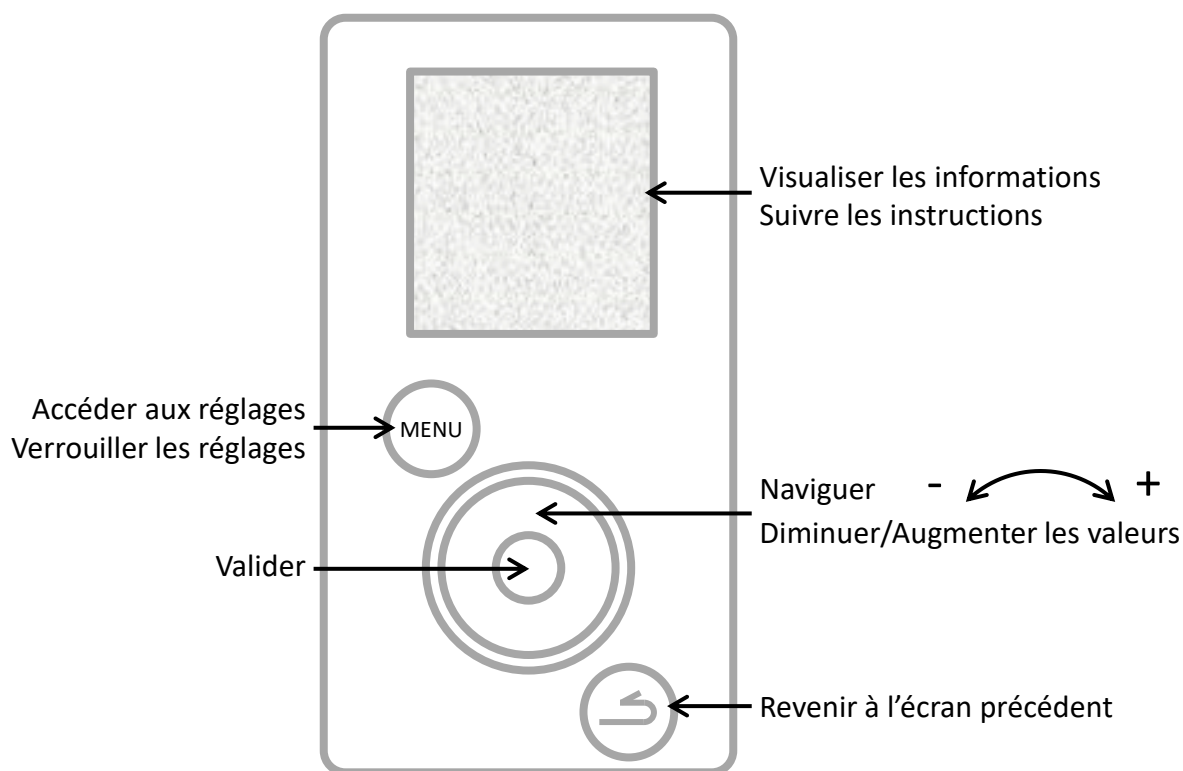 Visualiser les informations
Suivre les instructions
Accéder aux réglages
Verrouiller les réglages
MENU
Naviguer - +
Diminuer/Augmenter les valeurs
Valider
Revenir à l’écran précédent